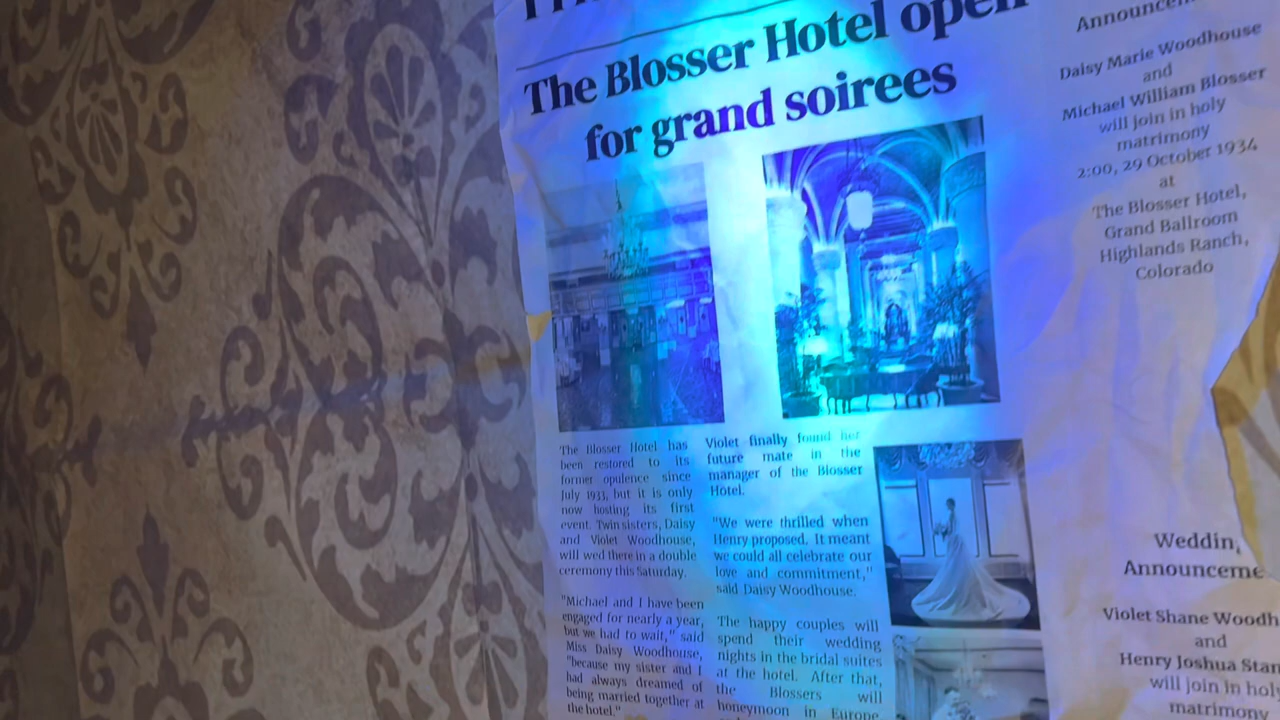 The Blosser Hotel open
for grand soirees
The Blosser Hotel has
been restored to its
former opulence since
July 1933, but it is only
now hosting its first
event. Twin sisters, Daisy
and Violet Woodhouse,
will wed there in a double
ceremony this Saturday.
"Michael and I have been
engaged for nearly a year,
but we had to wait," said
Miss Daisy Woodhouse,
"because my sister and I
had always dreamed of
being married together at
the hotel."
Violet finally found her
future mate in the
manager of the Blosser
Hotel.
"We were thrilled when
Henry proposed. It meant
we could all celebrate our
love and commitment,"
said Daisy Woodhouse.
The happy couples will
spend their wedding
nights in the bridal suites
at the hotel. After that,
the Blossers will
honeymoon in Europe
Announcem
Daisy Marie Woodhouse
and
Michael William Blosser
will join in holy
matrimony
2:00, 29 October 1934
at
The Blosser Hotel,
Grand Ballroom
Highlands Ranch,
Colorado
Weddin
Announceme
Violet Shane Woodh
and
Henry Joshua Stan
will join in holy
matrimony